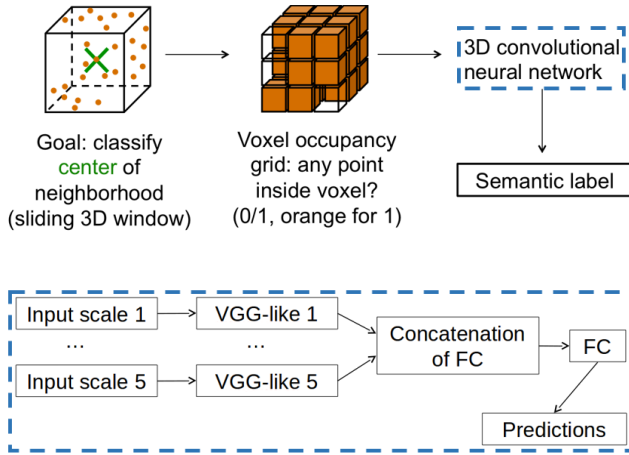 Goal: classify
center of
neighborhood
(sliding 3D window)
Voxel occupancy
grid: any point
inside voxel?
(0/1, orange for 1)
3D convolutional
neural network
Semantic label
Input scale 1
VGG-like 1
...
...
Input scale 5
VGG-like 5
Concatenation
of FC
FC
Predictions